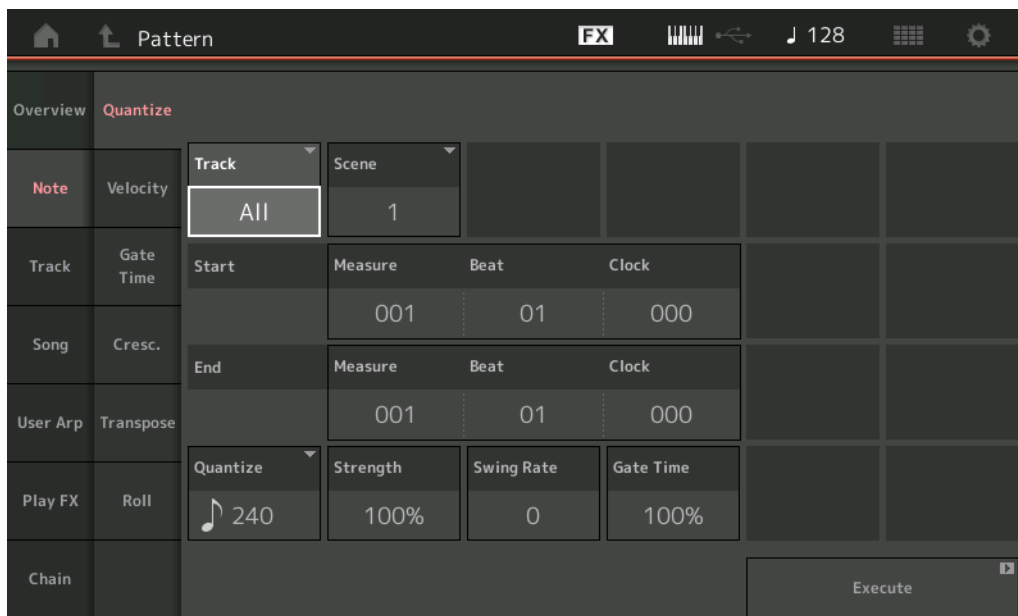 Pattern FX 128
Overview Quantize
Track Scene
Note Velocity
All 1
Track Gate Time Start Measure Beat Clock
001 01 000
Song Cresc.
End Measure Beat Clock
User Arp Transpose 001 01 000
Quantize Strength Swing Rate Gate Time
Play FX Roll 240 100% 0 100%
Chain Execute